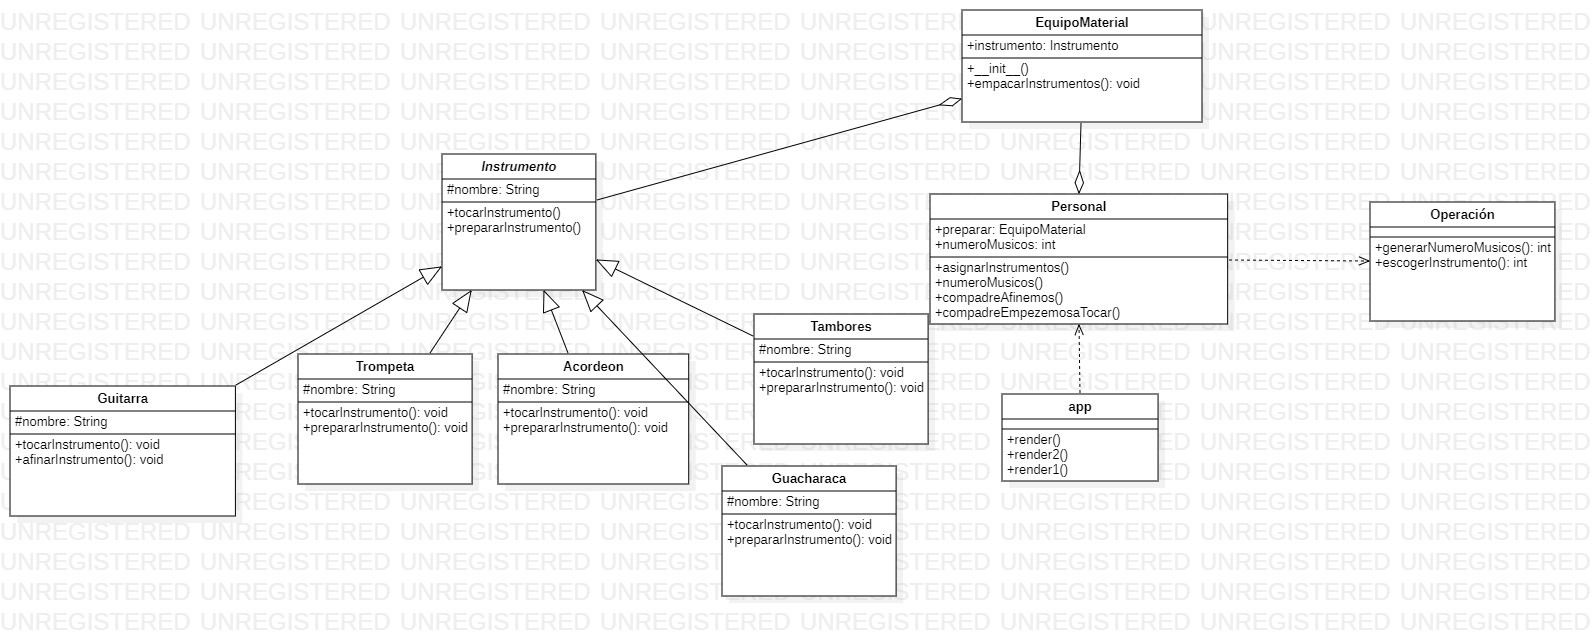 EquipoMaterial
+instrumento: Instrumento
+__init__()
+empacarInstrumentos(): void
Instrumento
#nombre: String
+tocarInstrumento()
+prepararInstrumento()
Personal
+preparar: EquipoMaterial
+numeroMusicos: int
+asignarInstrumentos()
+numeroMusicos()
+compadreAfinemos()
+compadreEmpezemosaTocar()
Operación
+generarNumeroMusicos(): int
+escogerInstrumento(): int
Tambores
#nombre: String
+tocarInstrumento(): void
+prepararInstrumento(): void
Trompeta
#nombre: String
+tocarInstrumento(): void
+prepararInstrumento(): void
Acordeon
#nombre: String
+tocarInstrumento(): void
+prepararInstrumento(): void
Guitarra
#nombre: String
+tocarInstrumento(): void
+afinarInstrumento(): void
app
+render()
+render2()
+render1()
Guacharaca
#nombre: String
+tocarInstrumento(): void
+prepararInstrumento(): void
UNREGISTERED